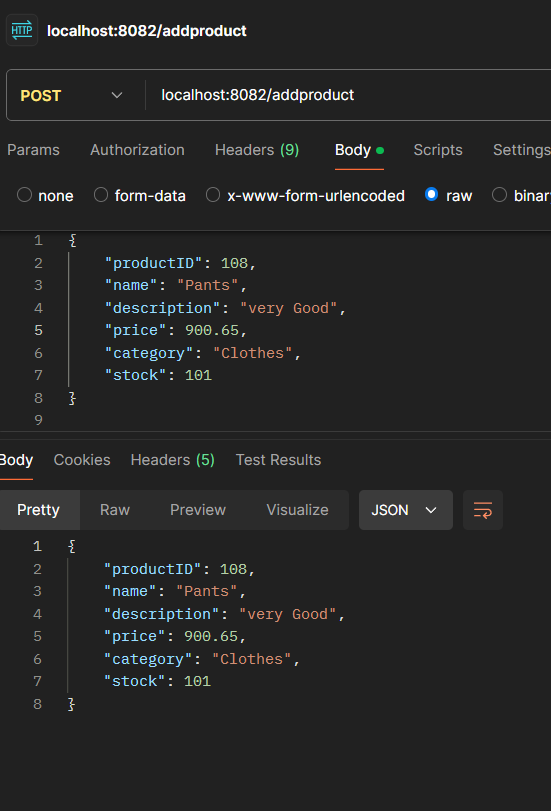 HTTP localhost:8082/addproduct
POST localhost:8082/addproduct
Params Authorization Headers (9) Body Scripts Settings
none form-data x-www-form-urlencoded raw binar
1 {
2 "productID": 108,
3 "name": "Pants",
4 "description": "very Good",
5 "price": 900.65,
6 "category": "Clothes",
7 "stock": 101
8 }
9
Body Cookies Headers (5) Test Results
Pretty Raw Preview Visualize JSON
1 {
2 "productID": 108,
3 "name": "Pants",
4 "description": "very Good",
5 "price": 900.65,
6 "category": "Clothes",
7 "stock": 101
8 }